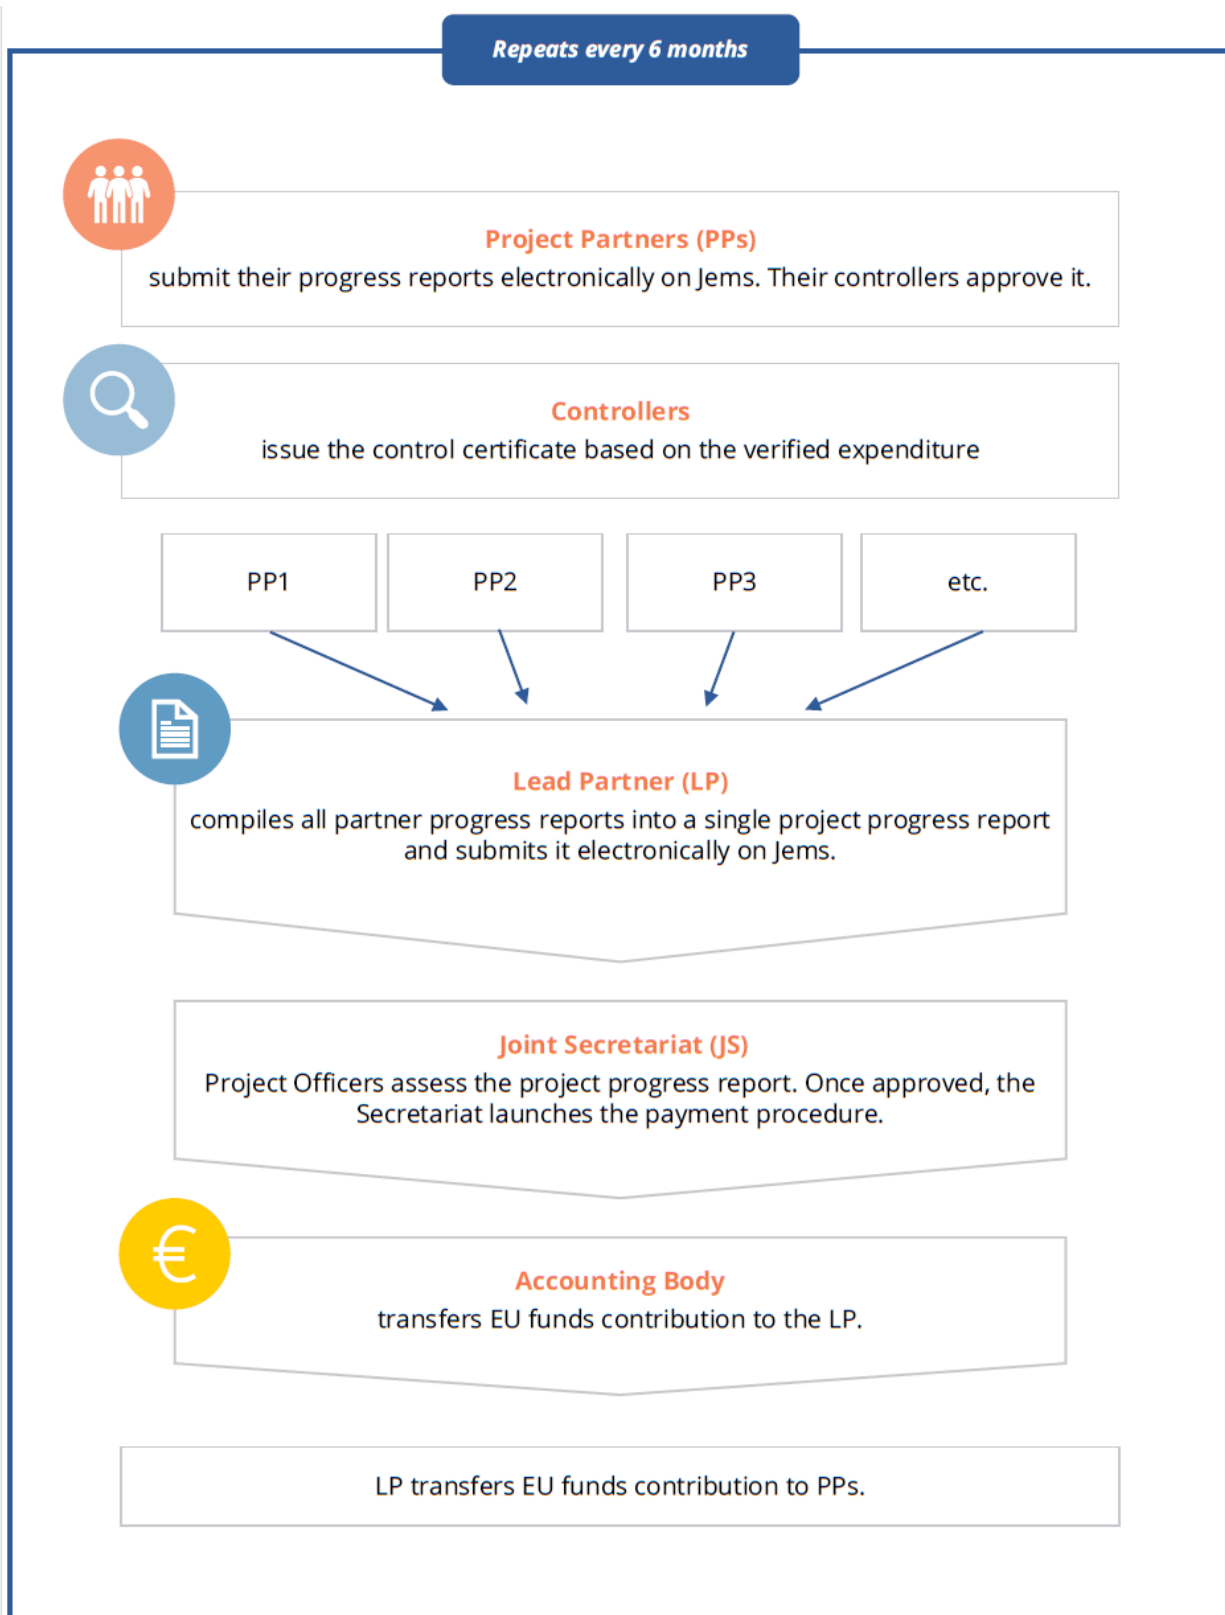 Repeats every 6 months
Project Partners (PPs)
submit their progress reports electronically on Jems. Their controllers approve it.
Controllers
issue the control certificate based on the verified expenditure
PP1
PP2
PP3
etc.
Lead Partner (LP)
compiles all partner progress reports into a single project progress report
and submits it electronically on Jems.
Joint Secretariat (JS)
Project Officers assess the project progress report. Once approved, the
Secretariat launches the payment procedure.
€
Accounting Body
transfers EU funds contribution to the LP.
LP transfers EU funds contribution to PPs.